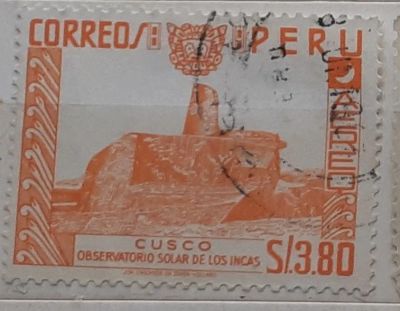 CORREOS PERU
AEREO
CUSCO
OBSERVATORIO SOLAR DE LOS INCAS
S/.3.80